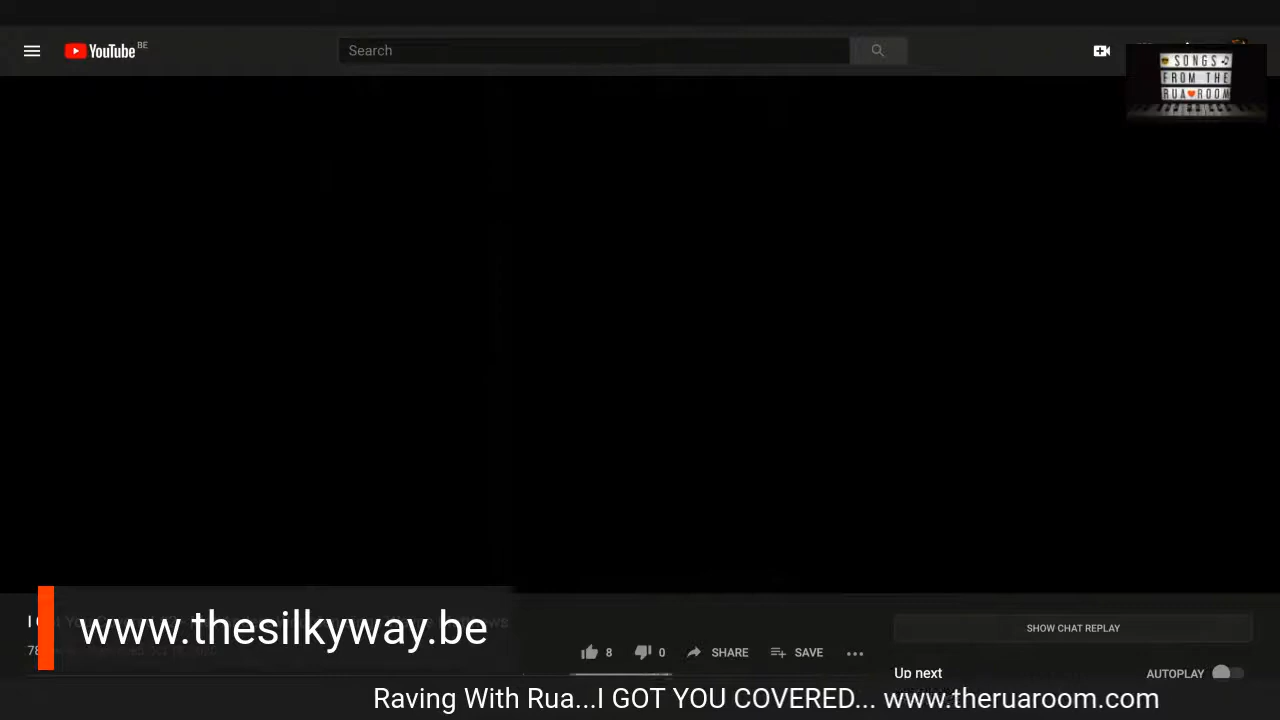 YouTube BE
Search
SONGS
FROM THE
RUA ROOM
www.thesilkyway.be
8
0
SHARE
SAVE
SHOW CHAT REPLAY
Up next
AUTOPLAY
Raving With Rua...I GOT YOU COVERED... www.theruaroom.com